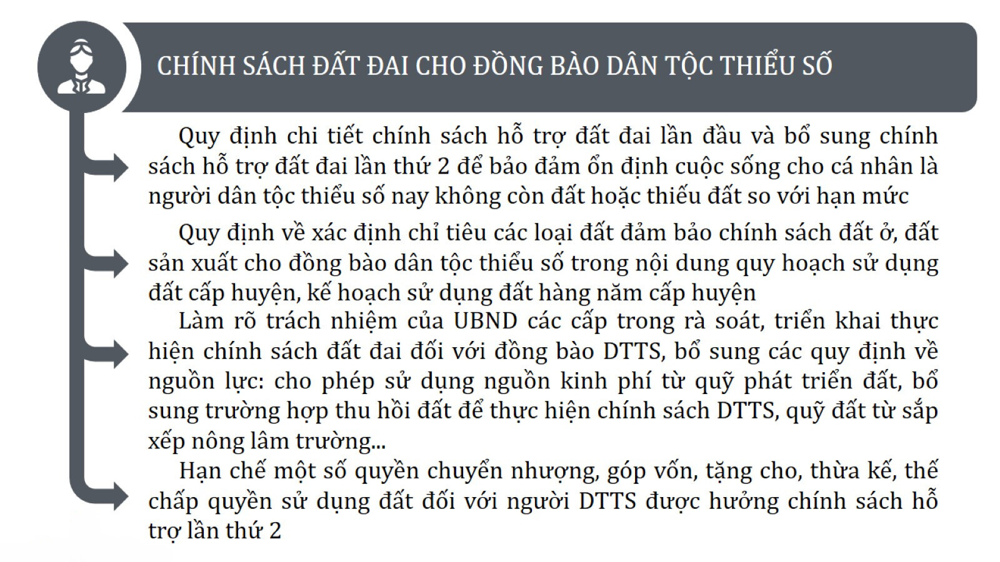 CHÍNH SÁCH ĐẤT ĐAI CHO ĐỒNG BÀO DÂN TỘC THIỂU SỐ
Quy định chi tiết chính sách hỗ trợ đất đai lần đầu và bổ sung chính
sách hỗ trợ đất đai lần thứ 2 để bảo đảm ổn định cuộc sống cho cá nhân là
người dân tộc thiểu số nay không còn đất hoặc thiếu đất so với hạn mức
Quy định về xác định chỉ tiêu các loại đất đảm bảo chính sách đất ở, đất
sản xuất cho đồng bào dân tộc thiểu số trong nội dung quy hoạch sử dụng
đất cấp huyện, kế hoạch sử dụng đất hàng năm cấp huyện
Làm rõ trách nhiệm của UBND các cấp trong rà soát, triển khai thực
hiện chính sách đất đai đối với đồng bào DTTS, bổ sung các quy định về
nguồn lực: cho phép sử dụng nguồn kinh phí từ quỹ phát triển đất, bổ
sung trường hợp thu hồi đất để thực hiện chính sách DTTS, quỹ đất từ sắp
xếp nông lâm trường...
Hạn chế một số quyền chuyển nhượng, góp vốn, tặng cho, thừa kế, thế
chấp quyền sử dụng đất đối với người DTTS được hưởng chính sách hỗ
trợ lần thứ 2